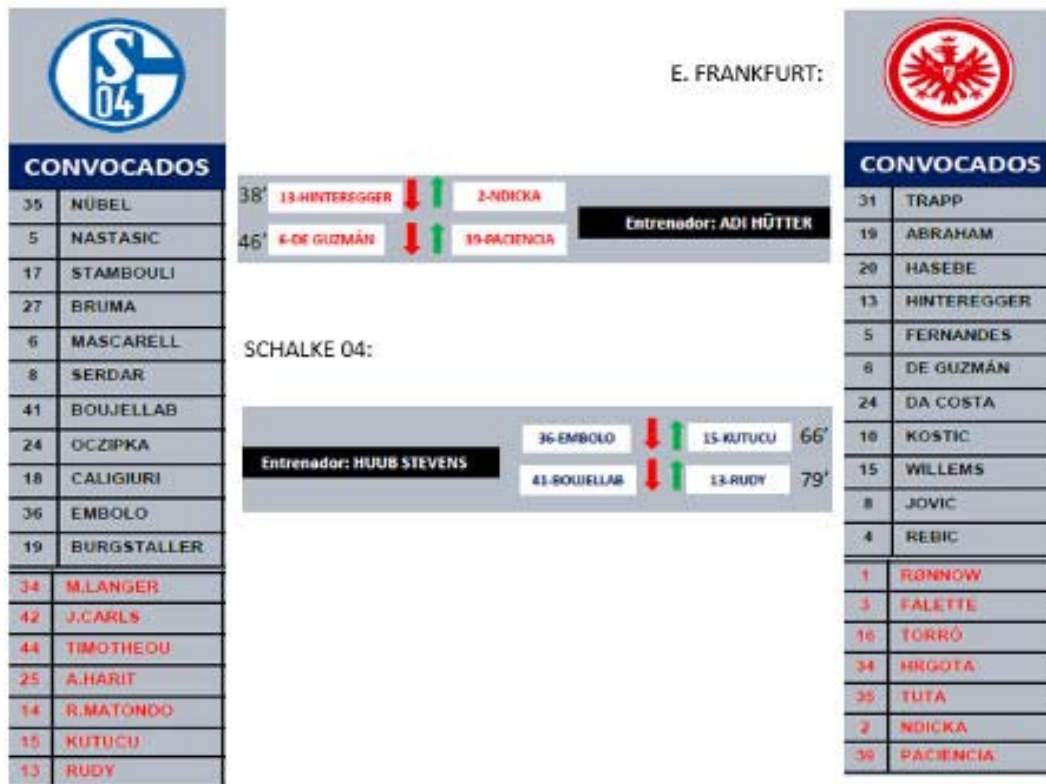 S
04
CONVOCADOS
35 NÜBEL
5 NASTASIC
17 STAMBOULI
27 BRUMA
6 MASCARELL
8 SERDAR
41 BOUJELLAB
24 OCZIPKA
18 CALIGIURI
36 EMBOLO
19 BURGSTALLER
34 M.LANGER
42 J.CARLS
44 TIMOTHEOU
25 A.HARIT
14 R.MATONDO
15 KUTUCU
13 RUDY
E. FRANKFURT:
38' 13-HINTEREGGER 2-NDICKA
46' 6-DE GUZMÁN 39-PACIENCIA
Entrenador: ADI HÜTTER
SCHALKE 04:
Entrenador: HUUB STEVENS
36-EMBOLO 15-KUTUCU 66'
41-BOUJELLAB 13-RUDY 79'
CONVOCADOS
31 TRAPP
19 ABRAHAM
20 HASEBE
13 HINTEREGGER
5 FERNANDES
6 DE GUZMÁN
24 DA COSTA
10 KOSTIC
15 WILLEMS
8 JOVIC
4 REBIC
1 RØNNOW
3 FALETTE
16 TORRÓ
34 HRGOTA
35 TUTA
2 NDICKA
39 PACIENCIA